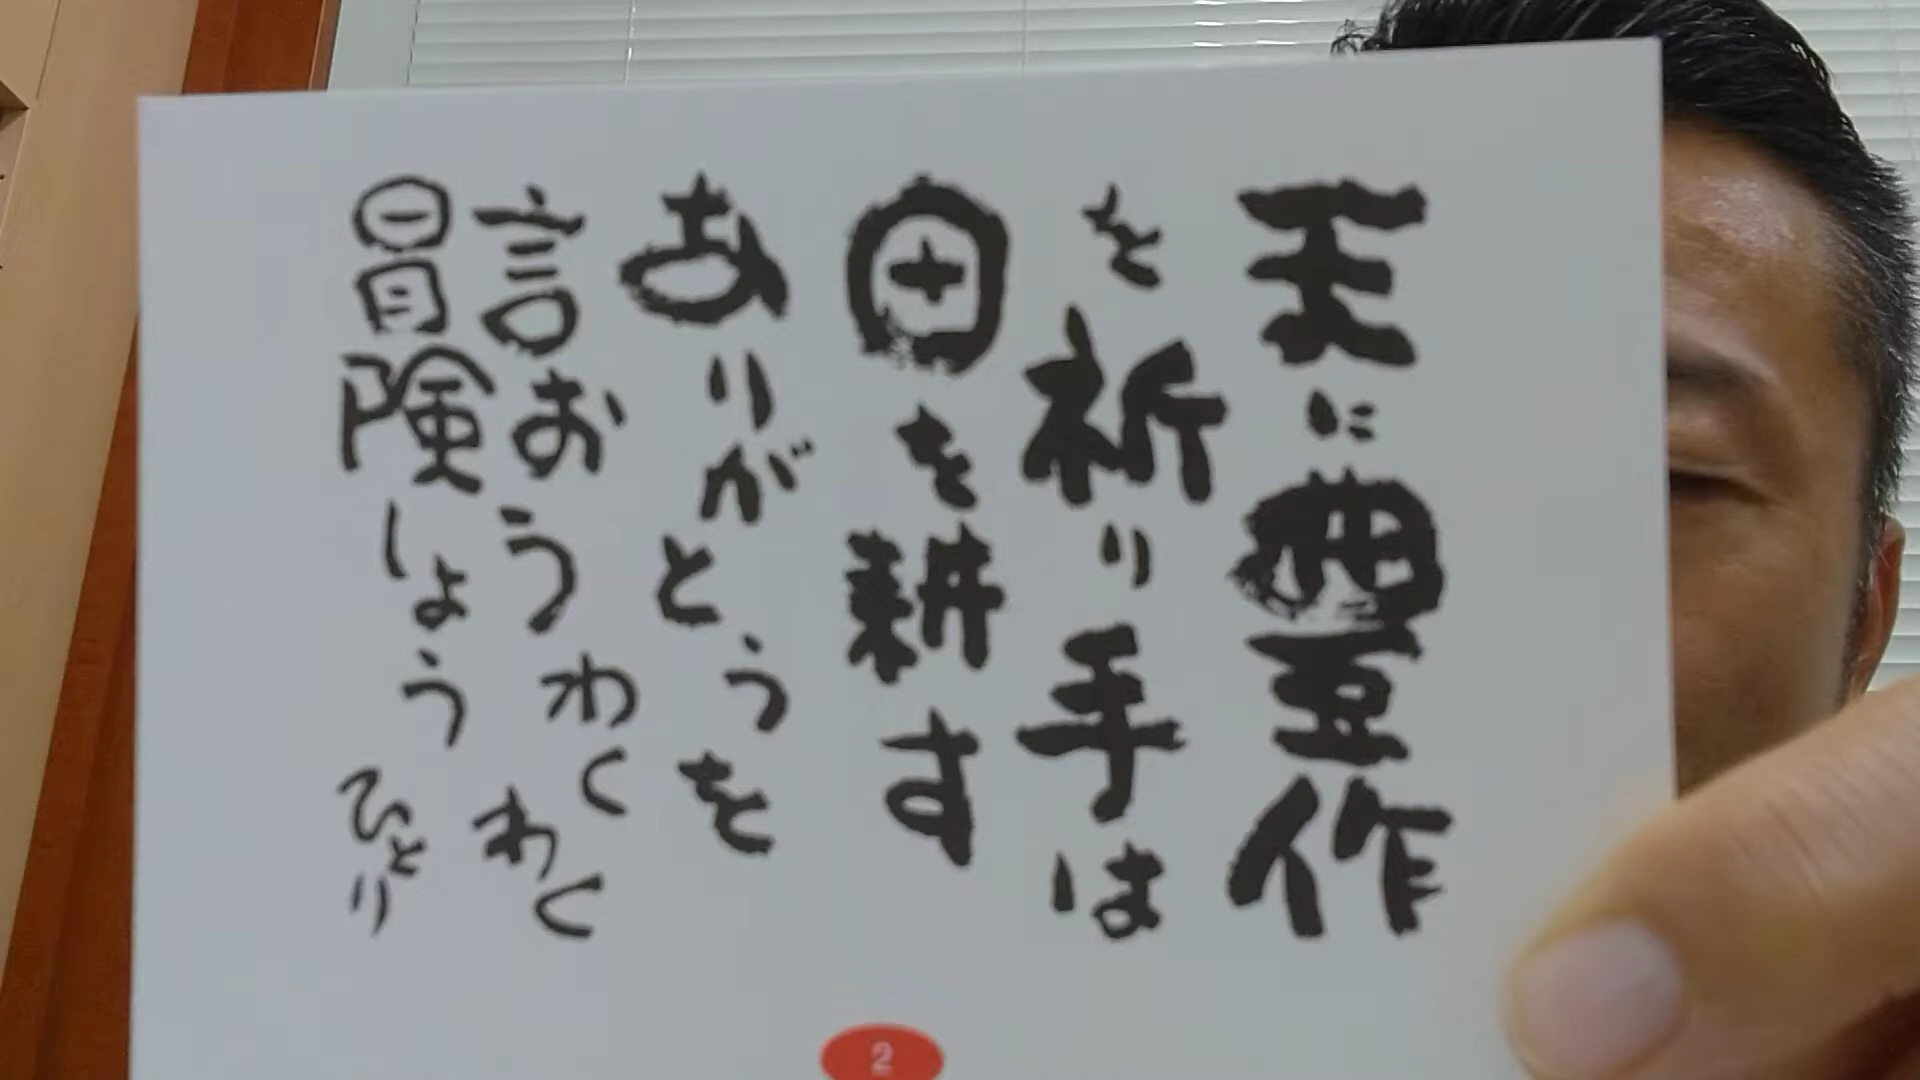 天に豊作
を祈り手は
田を耕す
ありがとうを
言おうわくわく
冒険しょう ひとり
2